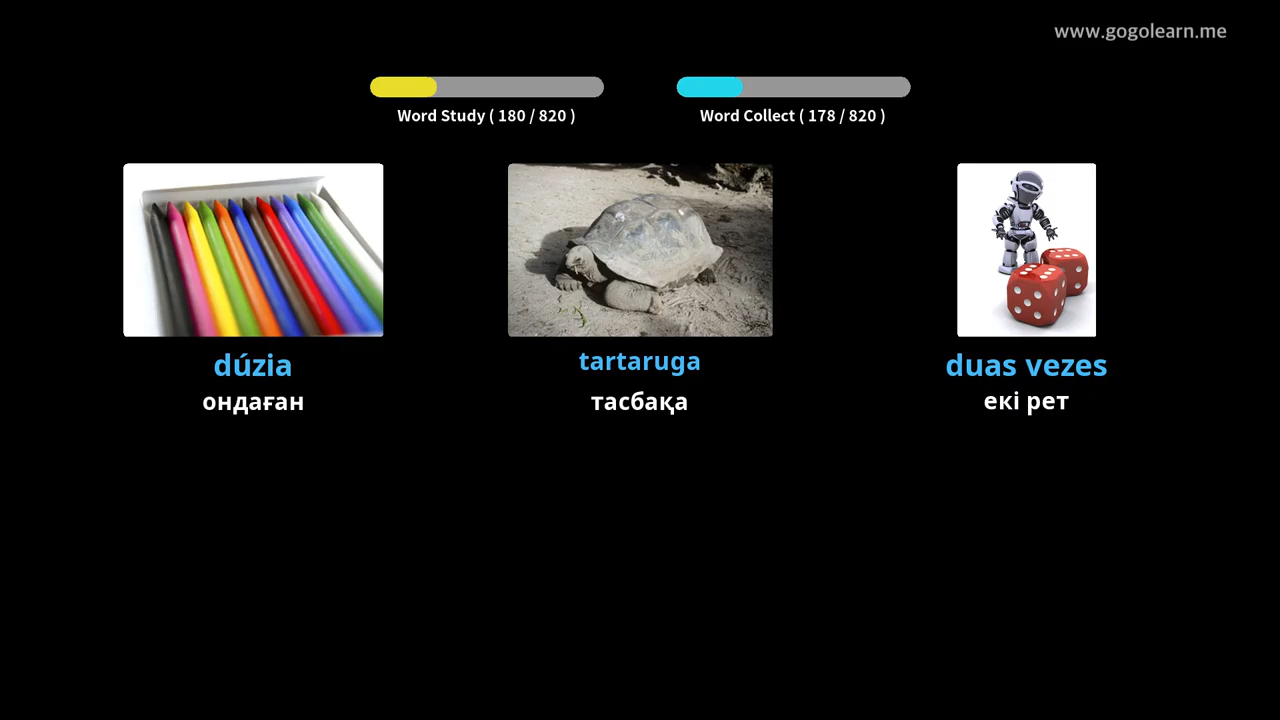 www.gogolearn.me
Word Study ( 180 / 820 )
Word Collect ( 178 / 820 )
dúzia
ондаған
tartaruga
тасбақа
duas vezes
екі рет